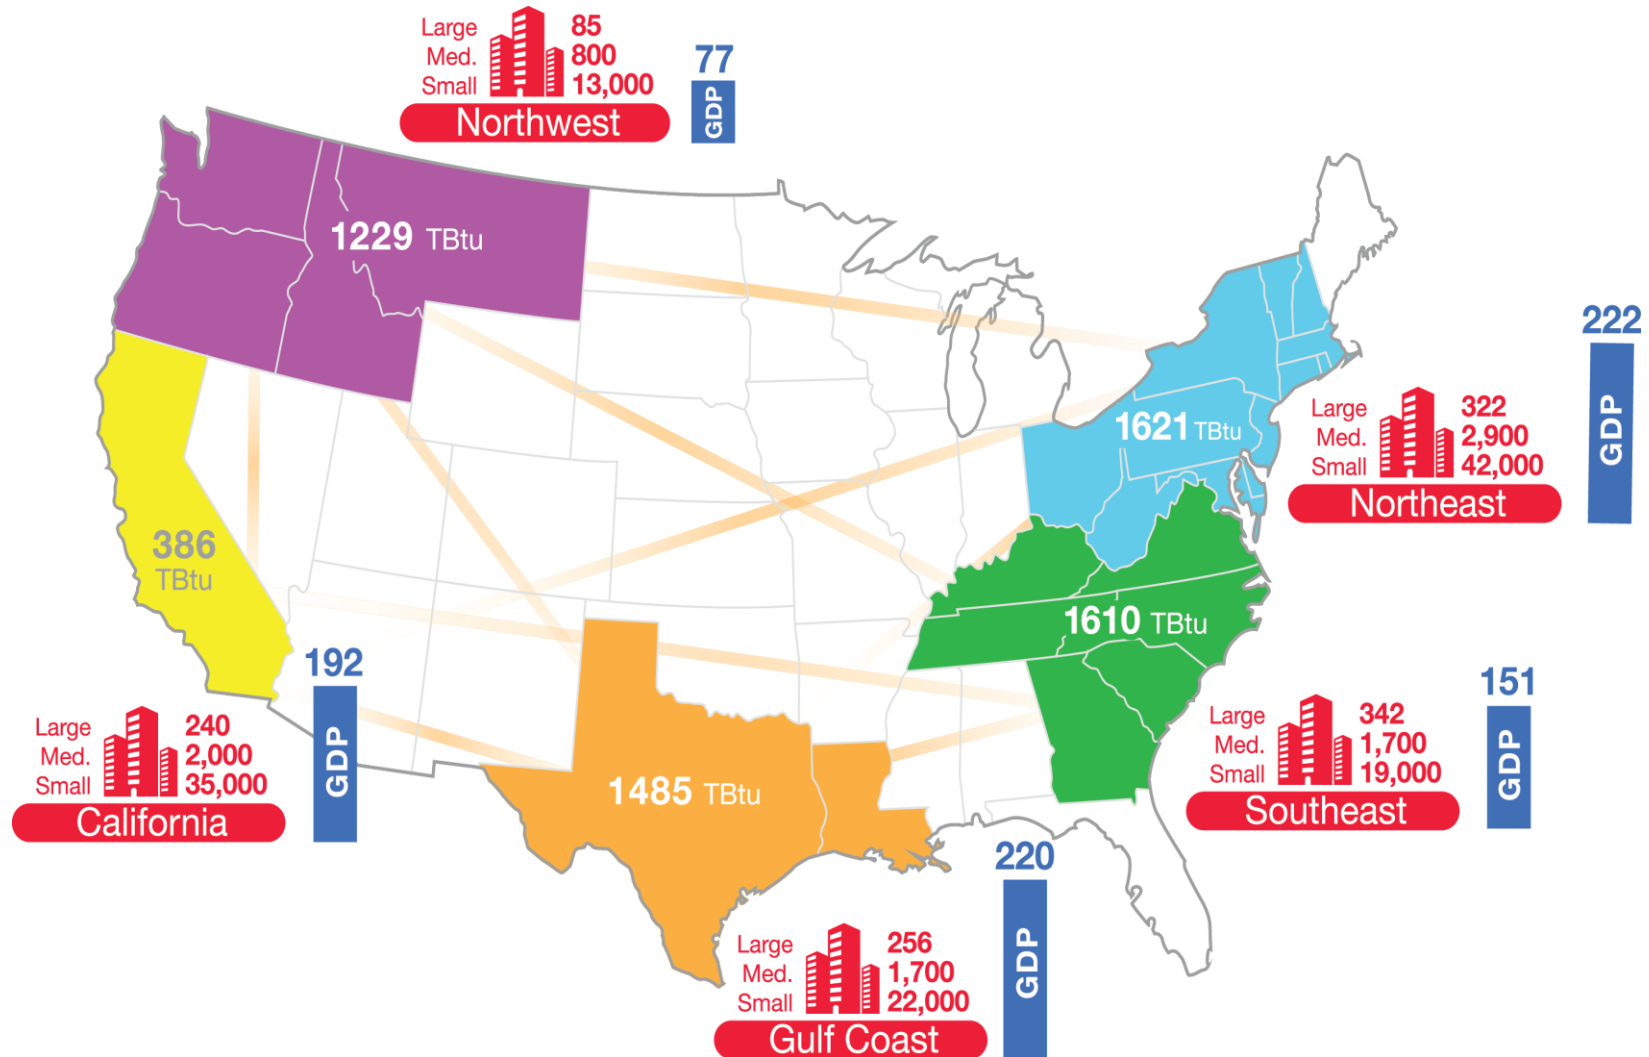 Large 85
Med. 800
Small 13,000
Northwest
77
GDP
1229 TBtu
222
GDP
Large 322
Med. 2,900
Small 42,000
Northeast
1621 TBtu
386
TBtu
1610 TBtu
192
GDP
Large 240
Med. 2,000
Small 35,000
California
151
GDP
Large 342
Med. 1,700
Small 19,000
Southeast
1485 TBtu
220
GDP
Large 256
Med. 1,700
Small 22,000
Gulf Coast